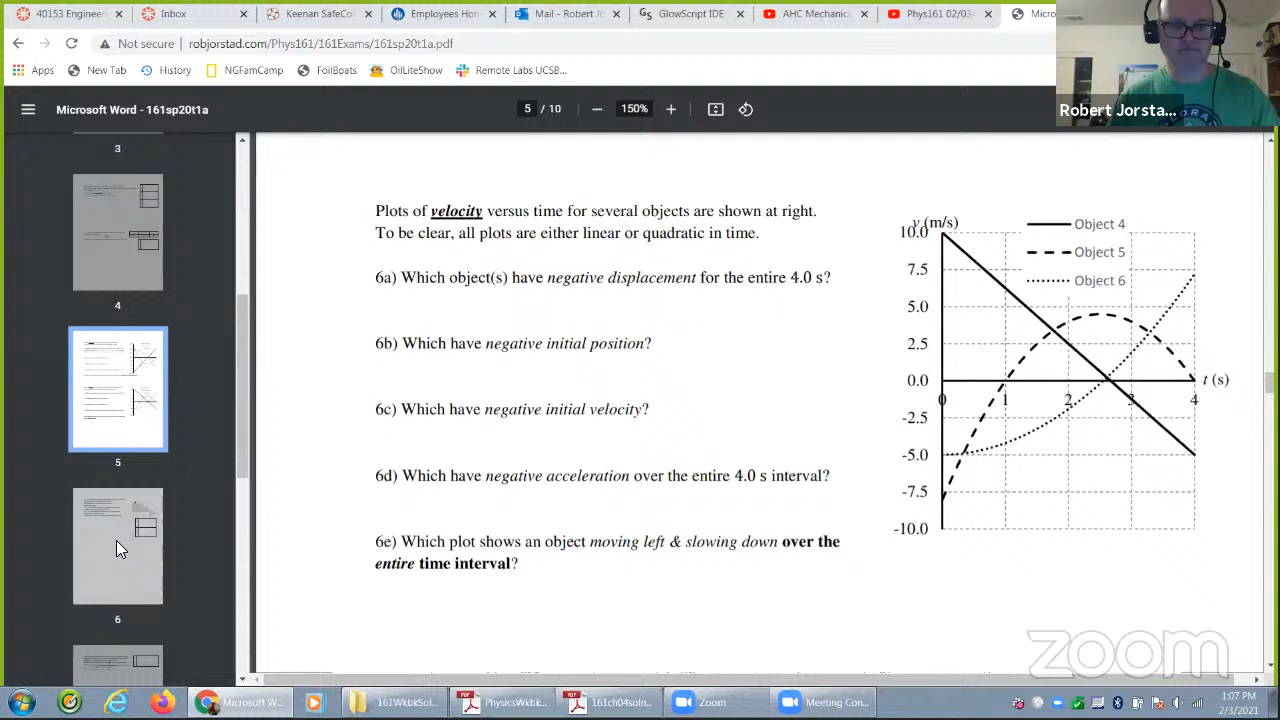 40153 Engineer
Inbox
Keenan SafeCo
Employees Hon
Mail - Robert Jo
GlowScript IDE
AHC Mechanic
Phys161 02/03/
Micro
Not secure | robjorstad.com/Phys161/161Exams/161sp20t1a.pdf
Apps
New Tab
History
NGFamCamp
FoilBoats
OilLiteShow
Remote Labs UCSB...
Robert Jorsta...
Microsoft Word - 161sp20t1a
5 / 10
150%
3
4
5
6
Plots of velocity versus time for several objects are shown at right.
To be clear, all plots are either linear or quadratic in time.
6a) Which object(s) have negative displacement for the entire 4.0 s?
6b) Which have negative initial position?
6c) Which have negative initial velocity?
6d) Which have negative acceleration over the entire 4.0 s interval?
6e) Which plot shows an object moving left & slowing down over the
entire time interval?
v (m/s)
Object 4
Object 5
Object 6
10.0
7.5
5.0
2.5
0.0
-2.5
-5.0
-7.5
-10.0
0 1 2 3 4
t (s)
zoom
Microsoft W...
161WkbkSol...
PhysicsWkbk...
161ch04soln...
Zoom
Meeting Con...
1:07 PM
2/3/2021